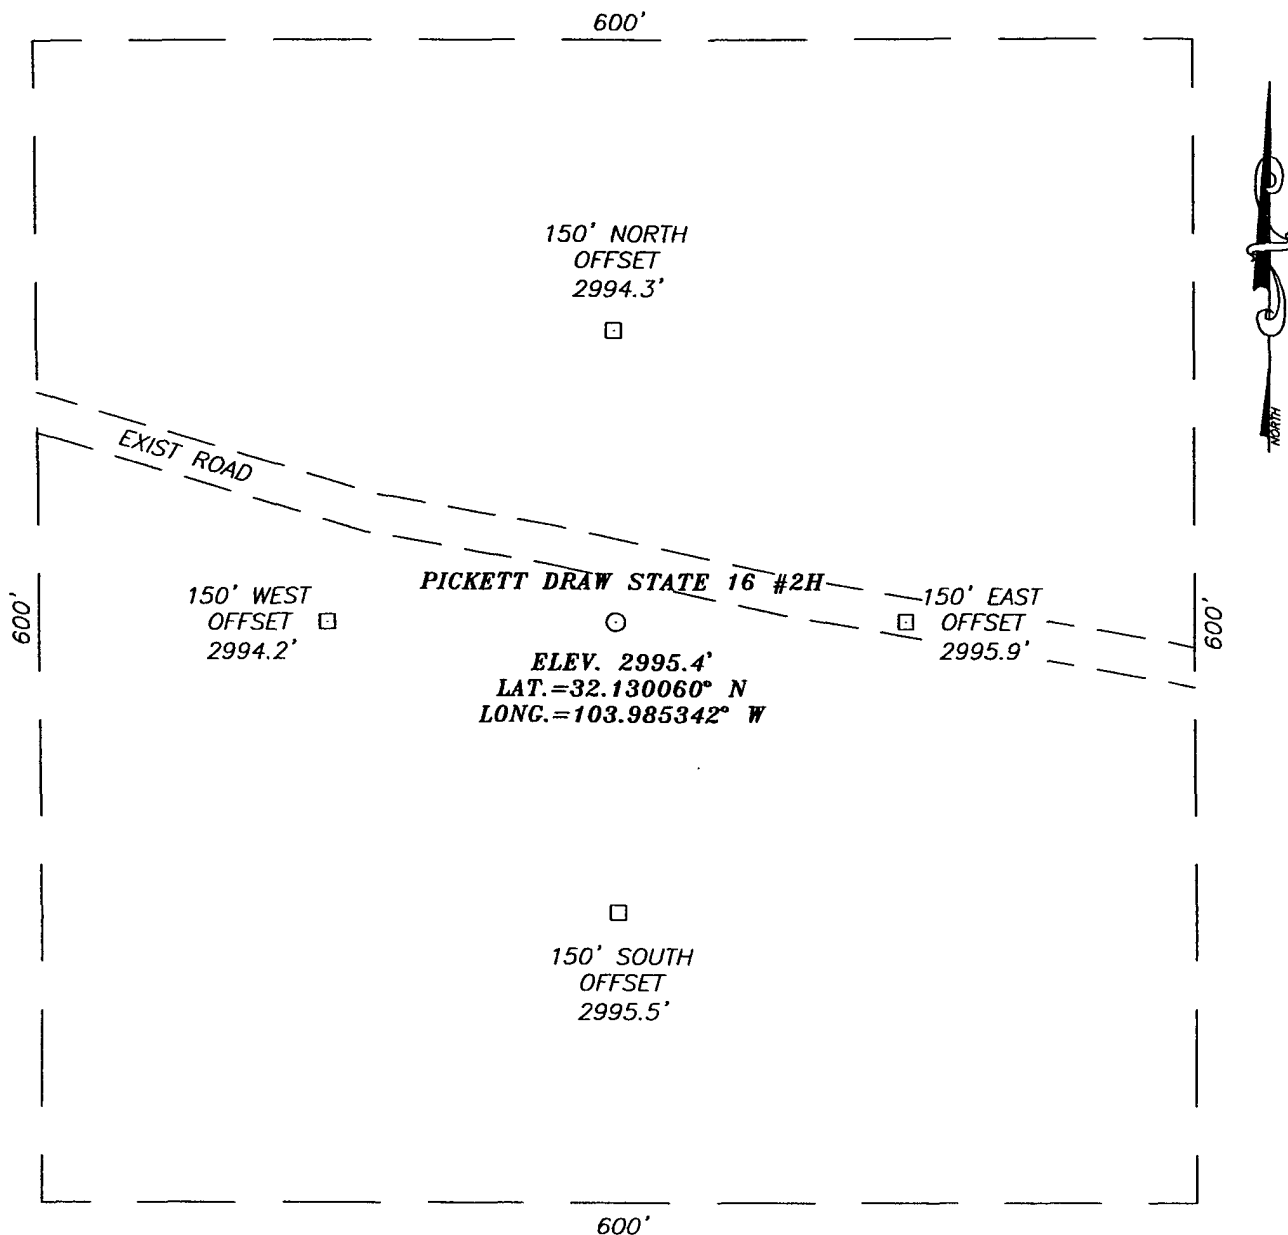 600'
150' NORTH
OFFSET
2994.3'
NORTH
EXIST ROAD
PICKETT DRAW STATE 16 #2H
600'
150' WEST
OFFSET
2994.2'
150' EAST
OFFSET
2995.9'
600'
ELEV. 2995.4'
LAT.=32.130060° N
LONG.=103.985342° W
150' SOUTH
OFFSET
2995.5'
600'